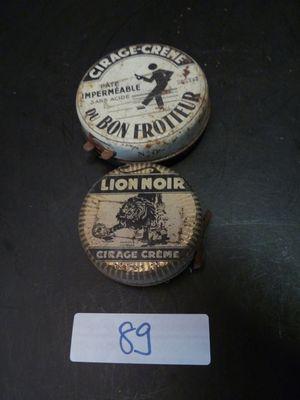 CIRAGE-CRÈME
PÂTE
IMPERMÉABLE
SANS ACIDE
DU BON FROTTEUR
LION NOIR
CIRAGE CRÈME
89